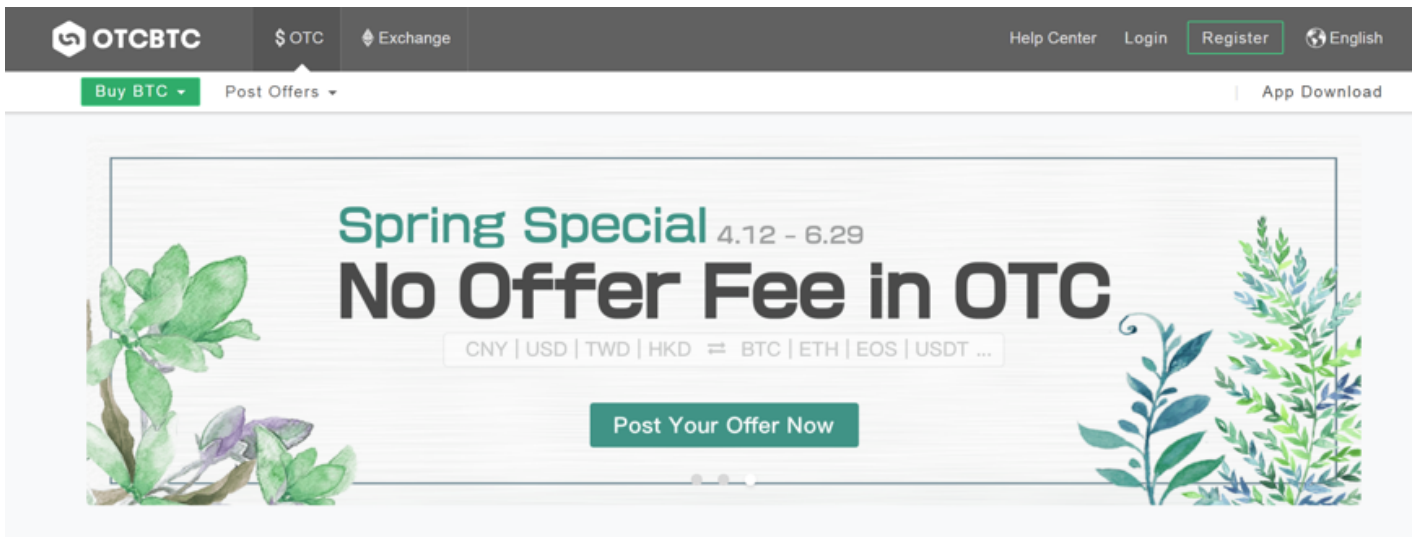 OTCBTC $ OTC Exchange Help Center Login Register English
Buy BTC Post Offers App Download
Spring Special 4.12 - 6.29
No Offer Fee in OTC
CNY | USD | TWD | HKD ⇌ BTC | ETH | EOS | USDT ...
Post Your Offer Now